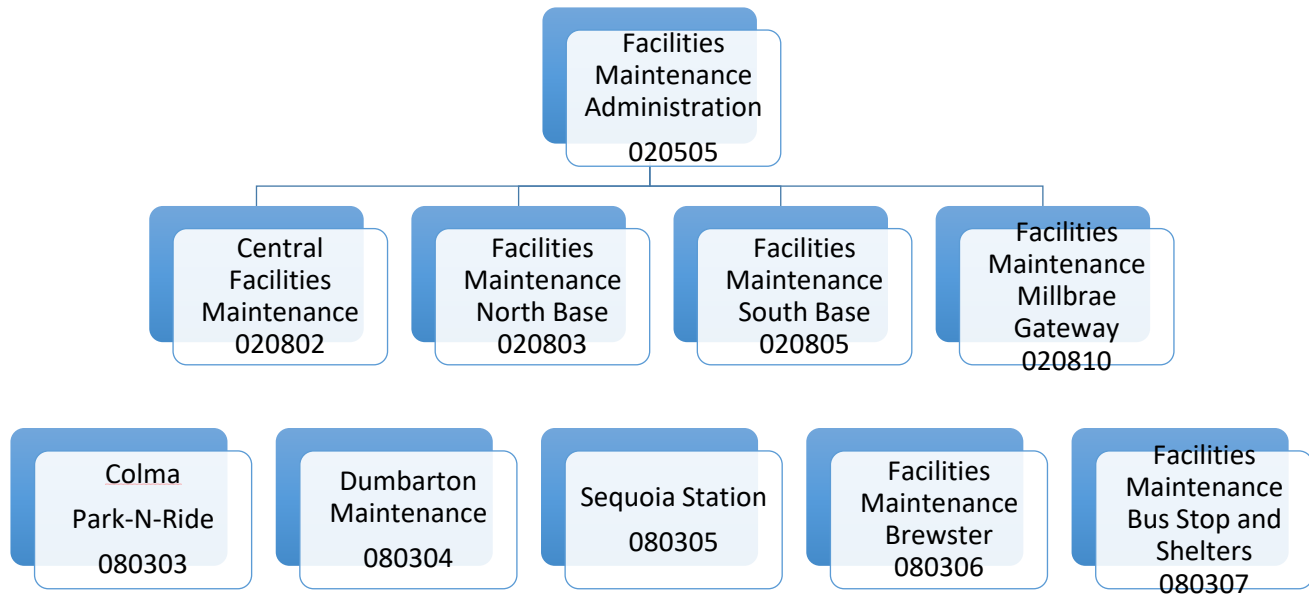 Facilities
Maintenance
Administration
020505
Central
Facilities
Maintenance
020802
Facilities
Maintenance
North Base
020803
Facilities
Maintenance
South Base
020805
Facilities
Maintenance
Millbrae
Gateway
020810
Colma
Park-N-Ride
080303
Dumbarton
Maintenance
080304
Sequoia Station
080305
Facilities
Maintenance
Brewster
080306
Facilities
Maintenance
Bus Stop and
Shelters
080307